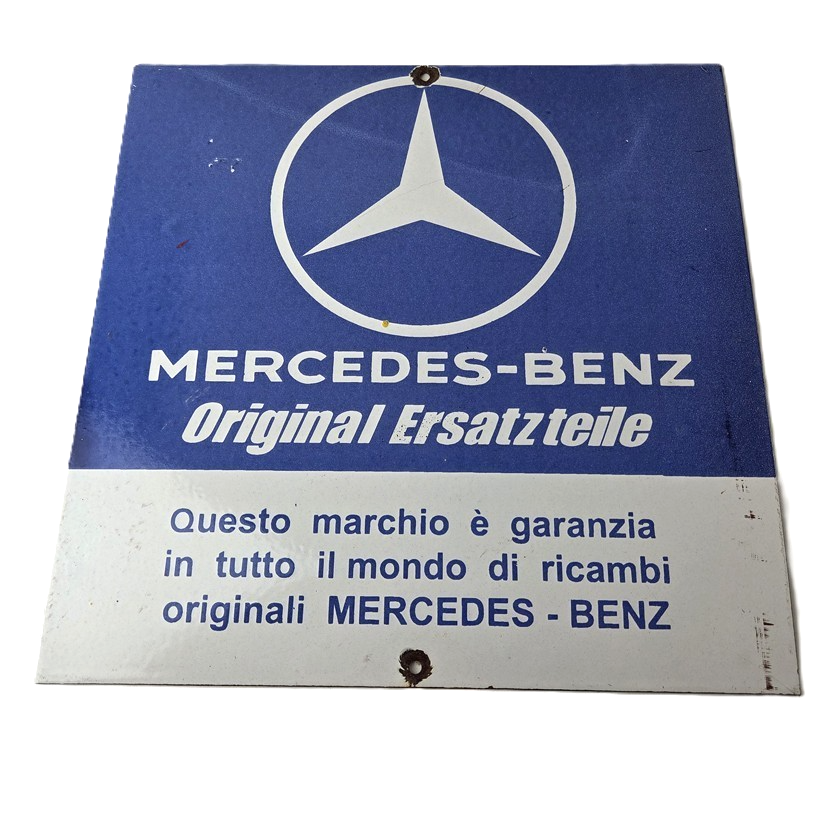 MERCEDES-BENZ
Original Ersatzteile
Questo marchio è garanzia
in tutto il mondo di ricambi
originali MERCEDES - BENZ